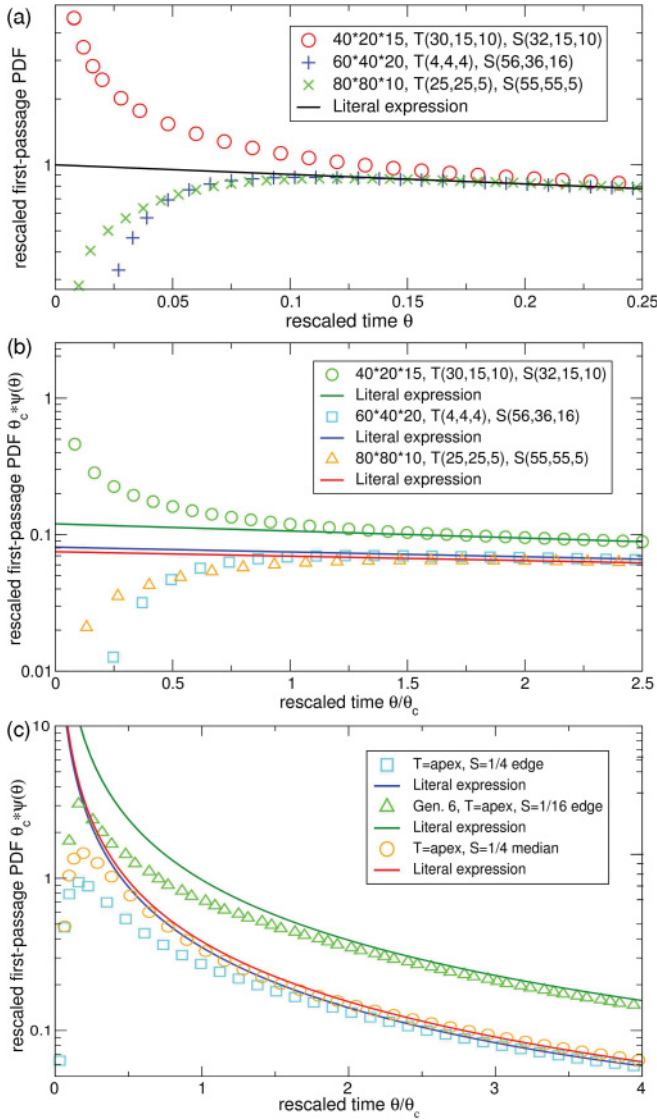 (a)
40*20*15, T(30,15,10), S(32,15,10)
60*40*20, T(4,4,4), S(56,36,16)
80*80*10, T(25,25,5), S(55,55,5)
Literal expression
rescaled first-passage PDF
1
0 0.05 0.1 0.15 0.2 0.25
rescaled time θ
(b)
40*20*15, T(30,15,10), S(32,15,10)
Literal expression
60*40*20, T(4,4,4), S(56,36,16)
Literal expression
80*80*10, T(25,25,5), S(55,55,5)
Literal expression
rescaled first-passage PDF θc*ψ(θ)
1
0.1
0.01
0 0.5 1 1.5 2 2.5
rescaled time θ/θc
(c)
T=apex, S=1/4 edge
Literal expression
Gen. 6, T=apex, S=1/16 edge
Literal expression
T=apex, S=1/4 median
Literal expression
rescaled first-passage PDF θc*ψ(θ)
10
1
0.1
0 1 2 3 4
rescaled time θ/θc